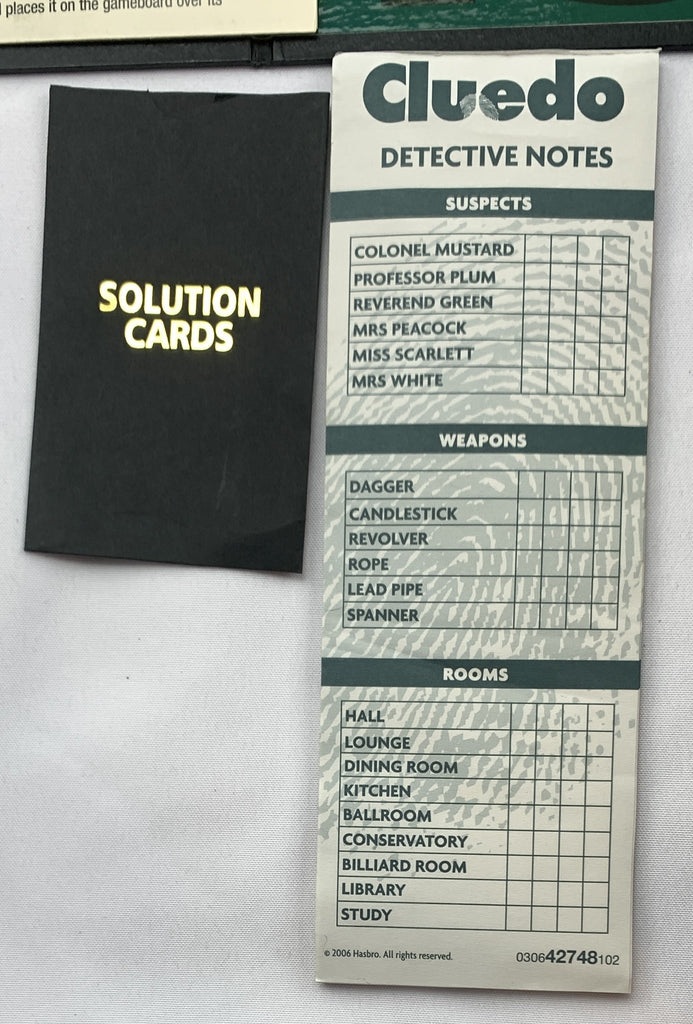 places it on the gameboard over its
SOLUTION
CARDS
Cluedo
DETECTIVE NOTES
SUSPECTS
COLONEL MUSTARD
PROFESSOR PLUM
REVEREND GREEN
MRS PEACOCK
MISS SCARLETT
MRS WHITE
WEAPONS
DAGGER
CANDLESTICK
REVOLVER
ROPE
LEAD PIPE
SPANNER
ROOMS
HALL
LOUNGE
DINING ROOM
KITCHEN
BALLROOM
CONSERVATORY
BILLIARD ROOM
LIBRARY
STUDY
© 2006 Hasbro. All rights reserved.
030642748102